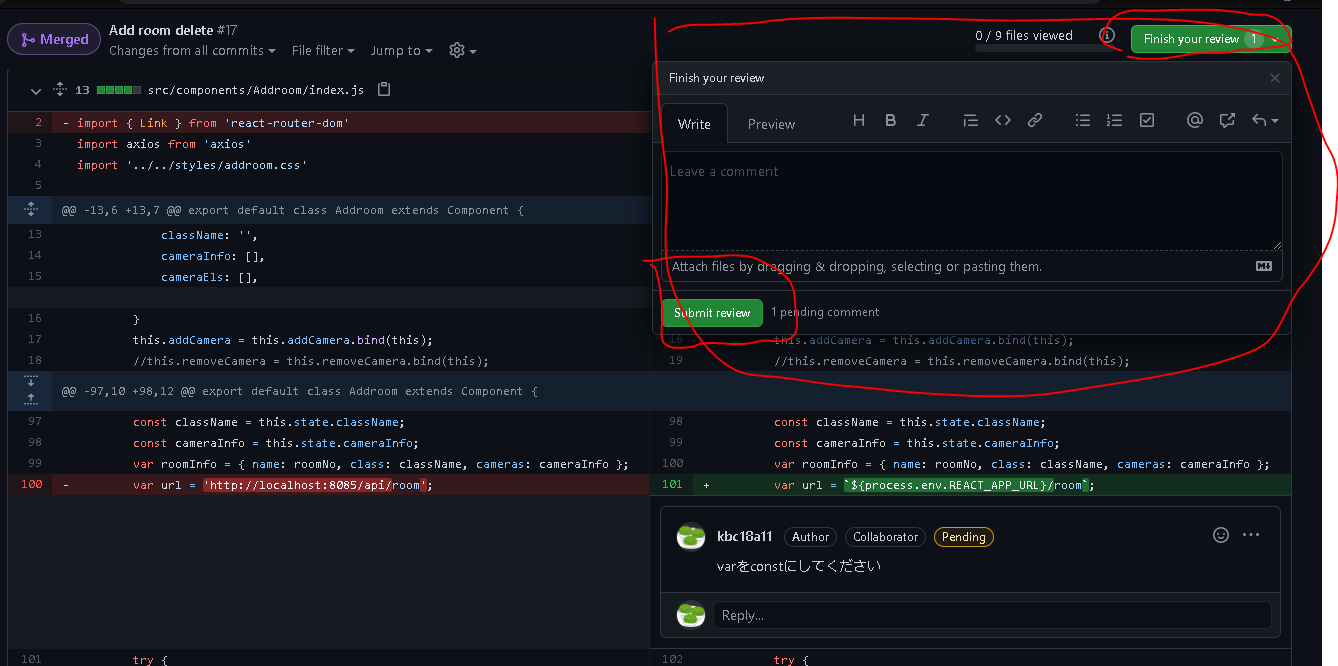 Merged
Add room delete #17
Changes from all commits File filter Jump to
0 / 9 files viewed
Finish your review 1
13 src/components/Addroom/index.js
2 - import { Link } from 'react-router-dom'
3 import axios from 'axios'
4 import '../../styles/addroom.css'
5
@@ -13,6 +13,7 @@ export default class Addroom extends Component {
13 className: '',
14 cameraInfo: [],
15 cameraEls: [],
16 }
17 this.addCamera = this.addCamera.bind(this);
18 //this.removeCamera = this.removeCamera.bind(this);
@@ -97,10 +98,12 @@ export default class Addroom extends Component {
97 const className = this.state.className;
98 const cameraInfo = this.state.cameraInfo;
99 var roomInfo = { name: roomNo, class: className, cameras: cameraInfo };
100 - var url = 'http://localhost:8085/api/room';
101 try {
Finish your review
Write Preview
Leave a comment
Attach files by dragging & dropping, selecting or pasting them.
Submit review 1 pending comment
18 this.addCamera = this.addCamera.bind(this);
19 //this.removeCamera = this.removeCamera.bind(this);
98 const className = this.state.className;
99 const cameraInfo = this.state.cameraInfo;
100 var roomInfo = { name: roomNo, class: className, cameras: cameraInfo };
101 + var url = `${process.env.REACT_APP_URL}/room`;
kbc18a11 Author Collaborator Pending
varをconstにしてください
Reply...
102 try {